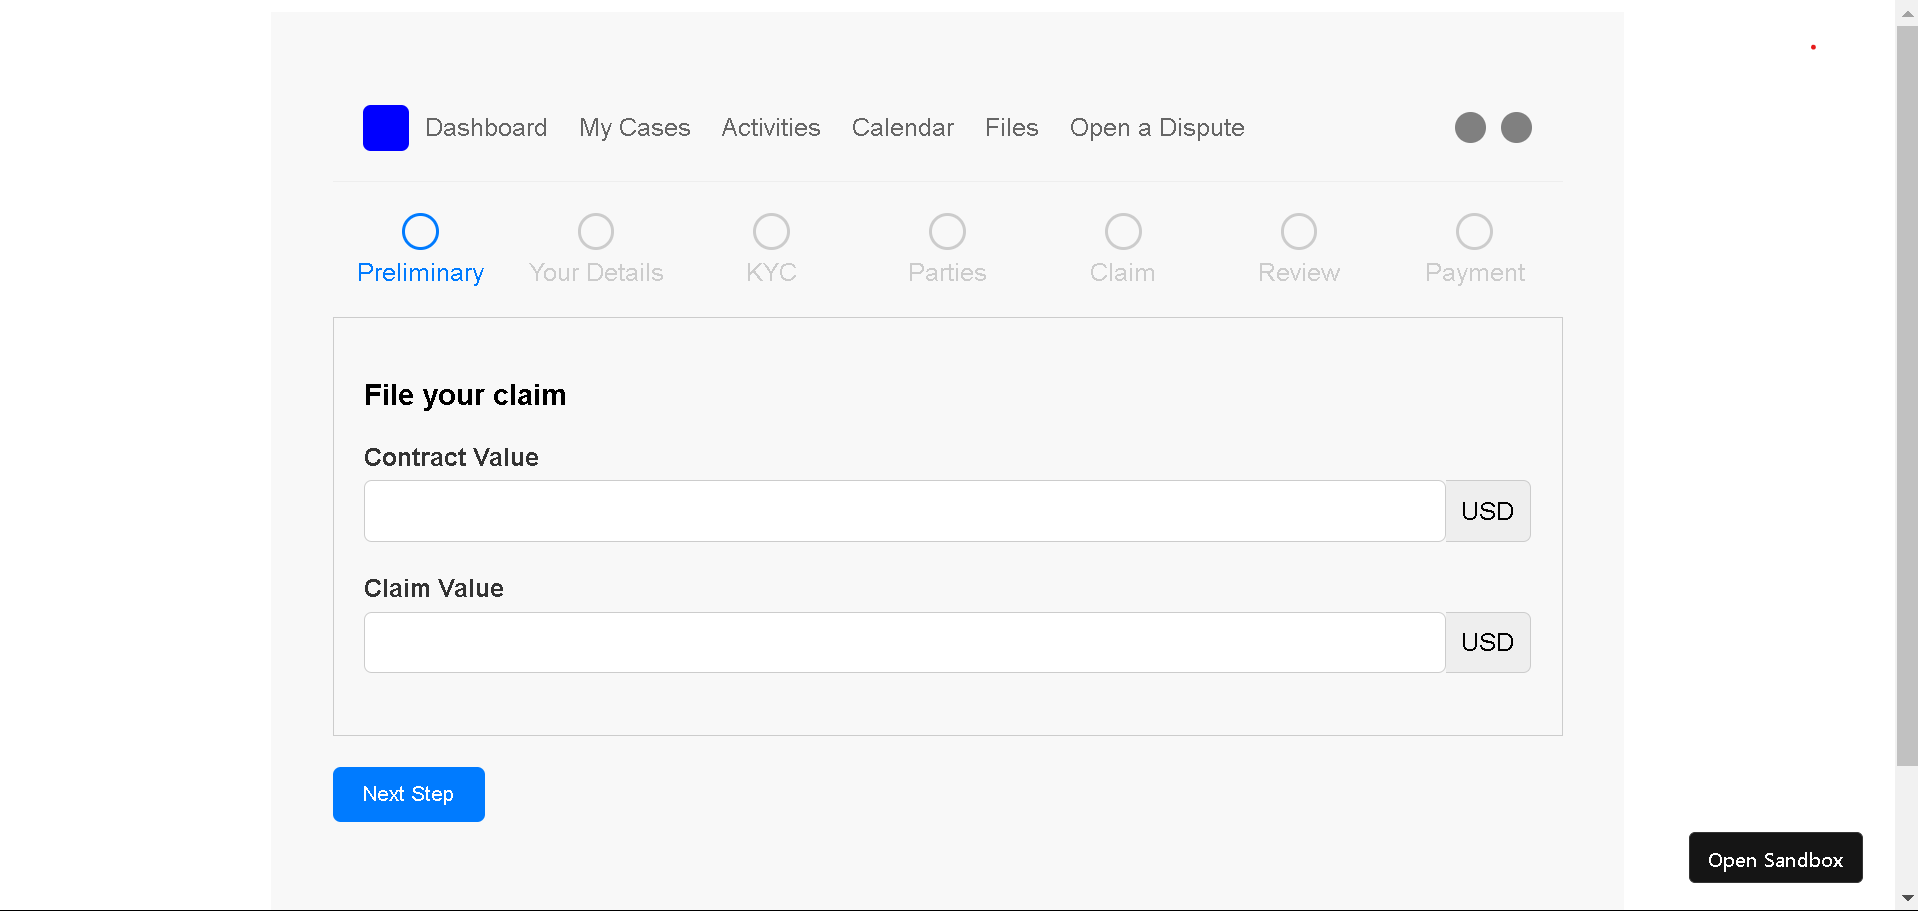 Dashboard My Cases Activities Calendar Files Open a Dispute
Preliminary Your Details KYC Parties Claim Review Payment
File your claim
Contract Value
USD
Claim Value
USD
Next Step
Open Sandbox